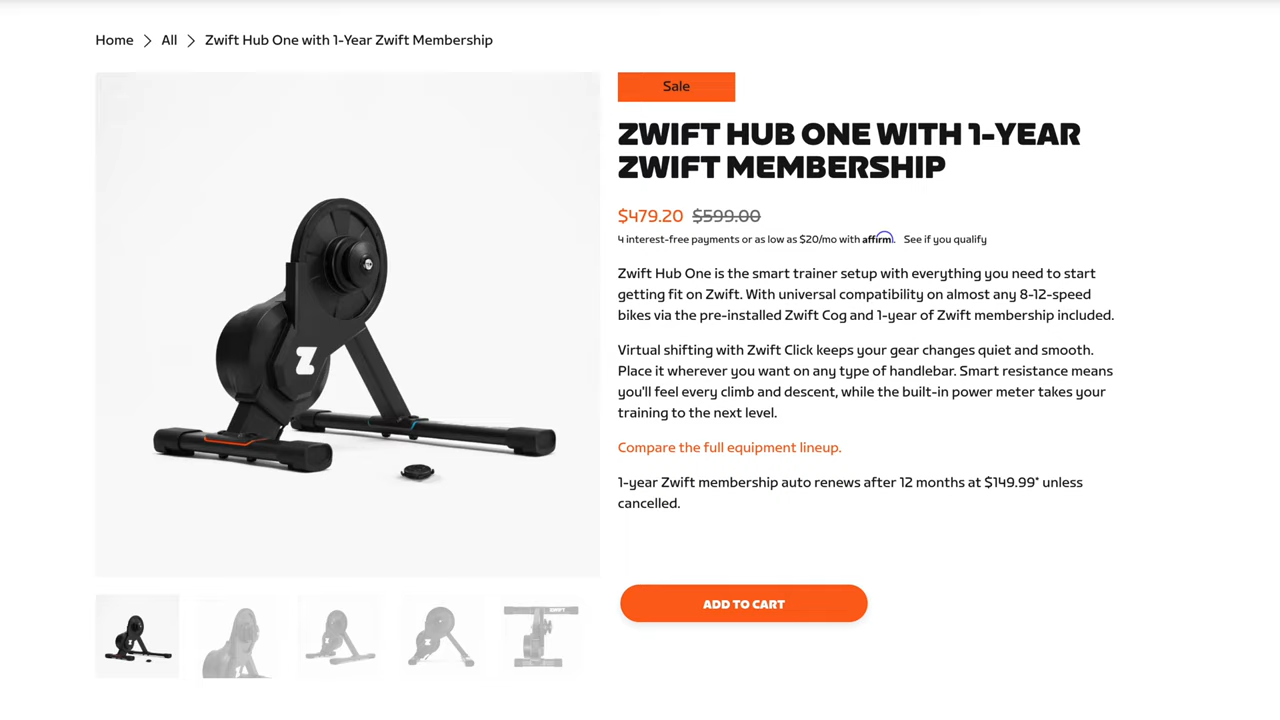 Home > All > Zwift Hub One with 1-Year Zwift Membership
Sale
ZWIFT HUB ONE WITH 1-YEAR
ZWIFT MEMBERSHIP
$479.20 $599.00
4 interest-free payments or as low as $20/mo with affirm. See if you qualify
Zwift Hub One is the smart trainer setup with everything you need to start
getting fit on Zwift. With universal compatibility on almost any 8-12-speed
bikes via the pre-installed Zwift Cog and 1-year of Zwift membership included.
Virtual shifting with Zwift Click keeps your gear changes quiet and smooth.
Place it wherever you want on any type of handlebar. Smart resistance means
you'll feel every climb and descent, while the built-in power meter takes your
training to the next level.
Compare the full equipment lineup.
1-year Zwift membership auto renews after 12 months at $149.99* unless
cancelled.
ADD TO CART
Z
ZWIFT